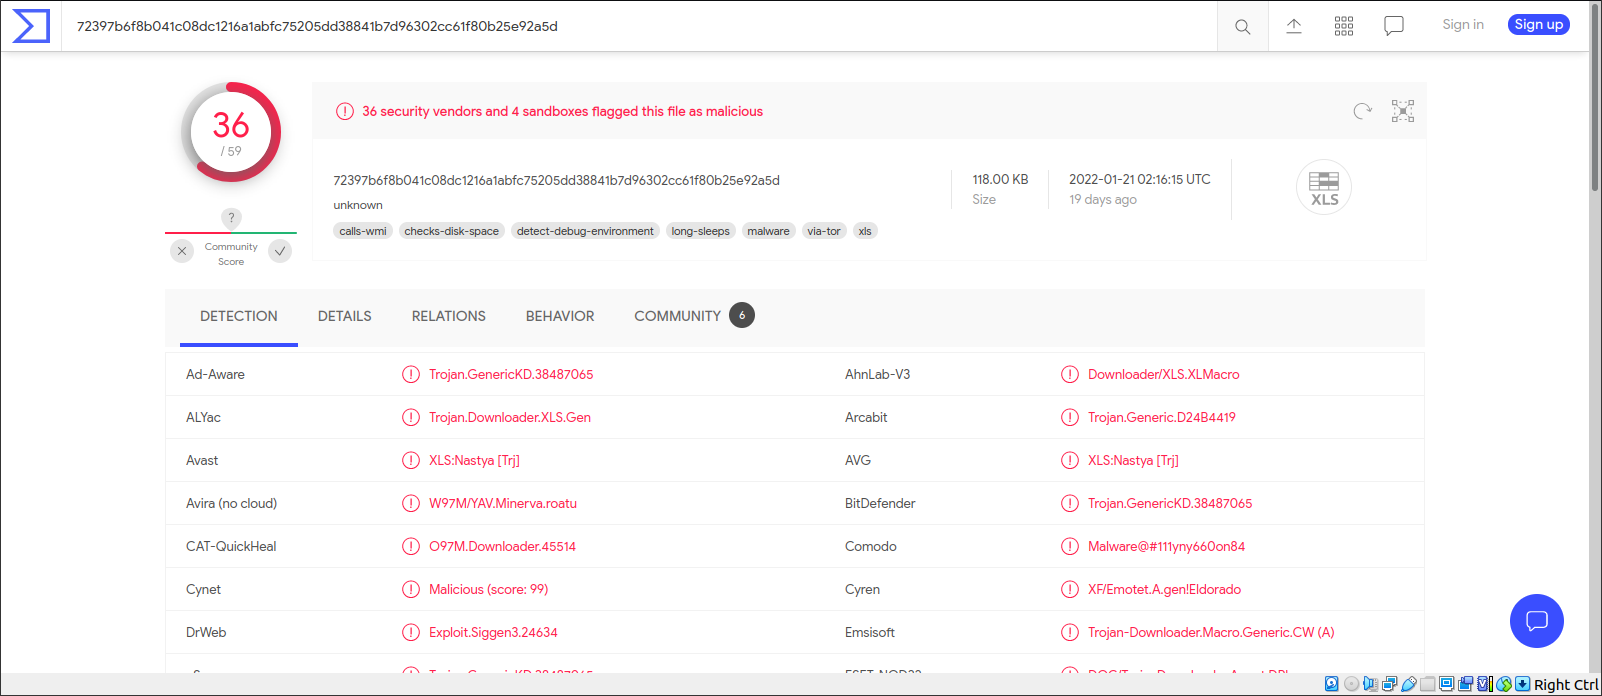 72397b6f8b041c08dc1216a1abfc75205dd38841b7d96302cc61f80b25e92a5d
Sign in
Sign up
36
/ 59
?
Community
Score
36 security vendors and 4 sandboxes flagged this file as malicious
72397b6f8b041c08dc1216a1abfc75205dd38841b7d96302cc61f80b25e92a5d
unknown
calls-wmi checks-disk-space detect-debug-environment long-sleeps malware via-tor xls
118.00 KB
Size
2022-01-21 02:16:15 UTC
19 days ago
XLS
DETECTION DETAILS RELATIONS BEHAVIOR COMMUNITY 6
Ad-Aware Trojan.GenericKD.38487065 AhnLab-V3 Downloader/XLS.XLMacro
ALYac Trojan.Downloader.XLS.Gen Arcabit Trojan.Generic.D24B4419
Avast XLS:Nastya [Trj] AVG XLS:Nastya [Trj]
Avira (no cloud) W97M/YAV.Minerva.roatu BitDefender Trojan.GenericKD.38487065
CAT-QuickHeal O97M.Downloader.45514 Comodo Malware@#111yny660on84
Cynet Malicious (score: 99) Cyren XF/Emotet.A.gen!Eldorado
DrWeb Exploit.Siggen3.24634 Emsisoft Trojan-Downloader.Macro.Generic.CW (A)
Trojan.GenericKD.38487065 ESET-NOD32
Right Ctrl